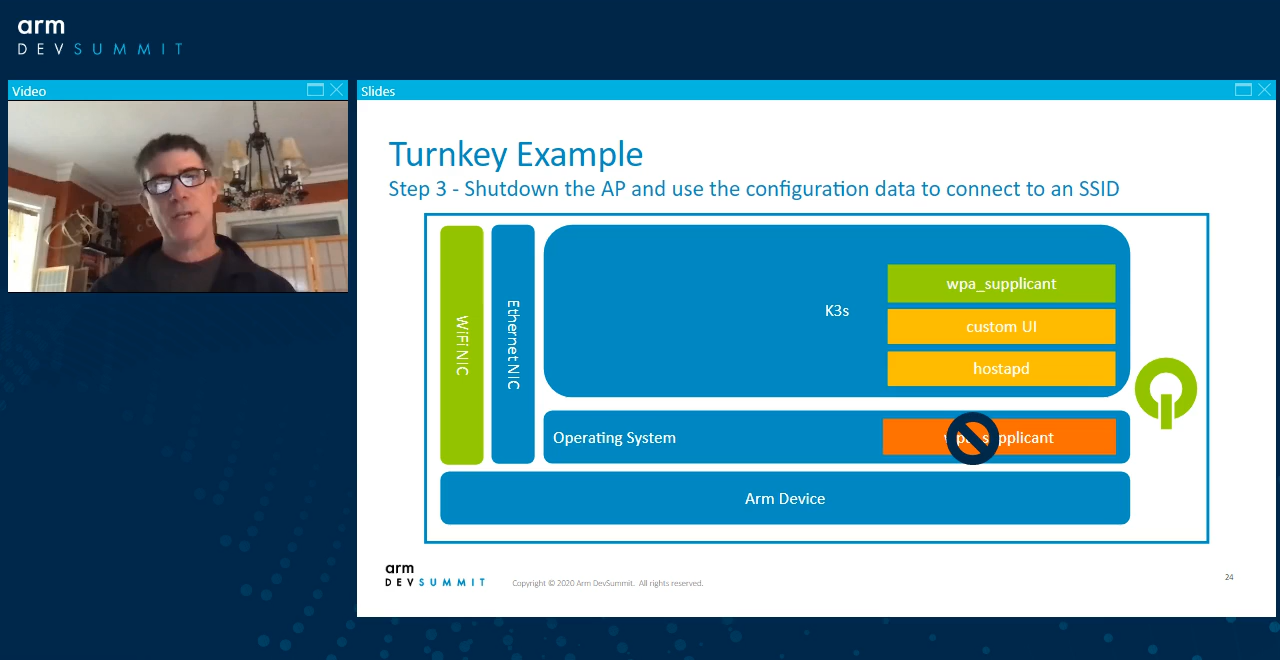 arm
DEVSUMMIT
Video
Slides
Turnkey Example
Step 3 - Shutdown the AP and use the configuration data to connect to an SSID
WiFi NIC
Ethernet NIC
K3s
wpa_supplicant
custom UI
hostapd
Operating System
wpa_supplicant
Arm Device
arm
DEVSUMMIT
Copyright © 2020 Arm DevSummit. All rights reserved.
24